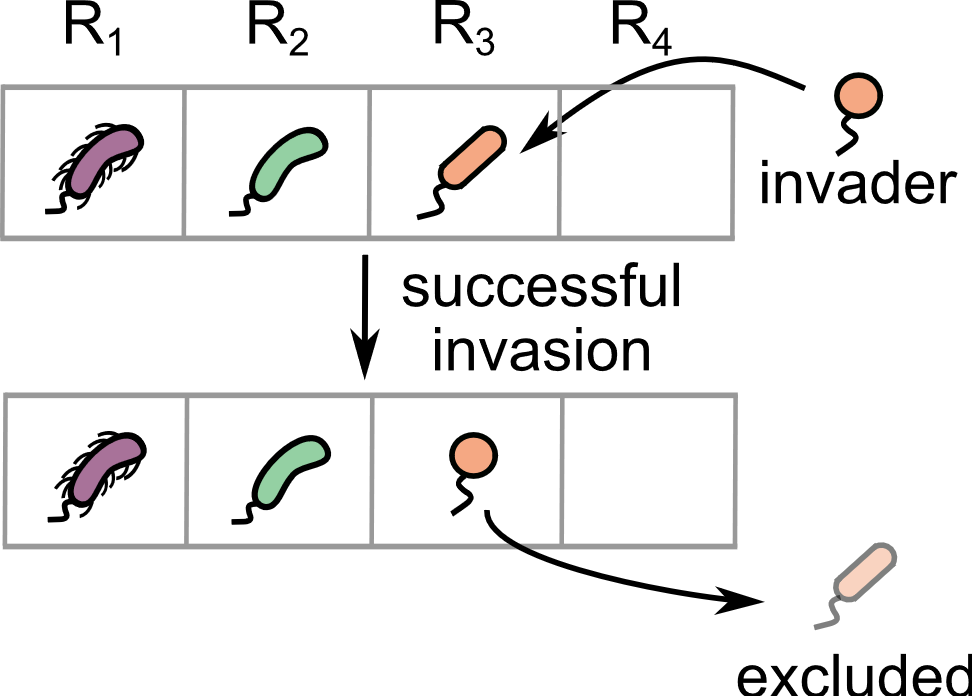 R1 R2 R3 R4
invader
successful
invasion
excluded